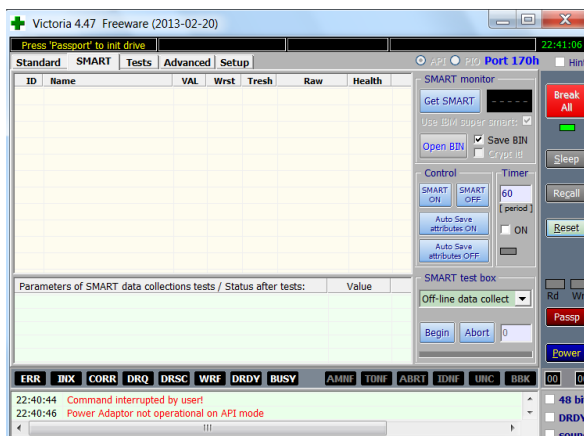 Victoria 4.47 Freeware (2013-02-20)
Press 'Passport' to init drive
22:41:06
Standard SMART Tests Advanced Setup
API PIO Port 170h
Hint
ID Name VAL Wrst Tresh Raw Health
SMART monitor
Get SMART - - - - -
Use IBM super smart:
Open BIN
Save BIN
Crypt it!
Break
All
Sleep
Recall
Reset
Control
Timer
SMART
ON
SMART
OFF
60
[ period ]
Auto Save
attributes ON
ON
Auto Save
attributes OFF
Parameters of SMART data collections tests / Status after tests: Value
SMART test box
Off-line data collect
Begin Abort 0
Rd Wr
Passp
Power
ERR INX CORR DRQ DRSC WRF DRDY BUSY AMNF TONF ABRT IDNF UNC BBK
00
22:40:44 Command interrupted by user!
22:40:46 Power Adaptor not operational on API mode
48 bi
DRD
soun